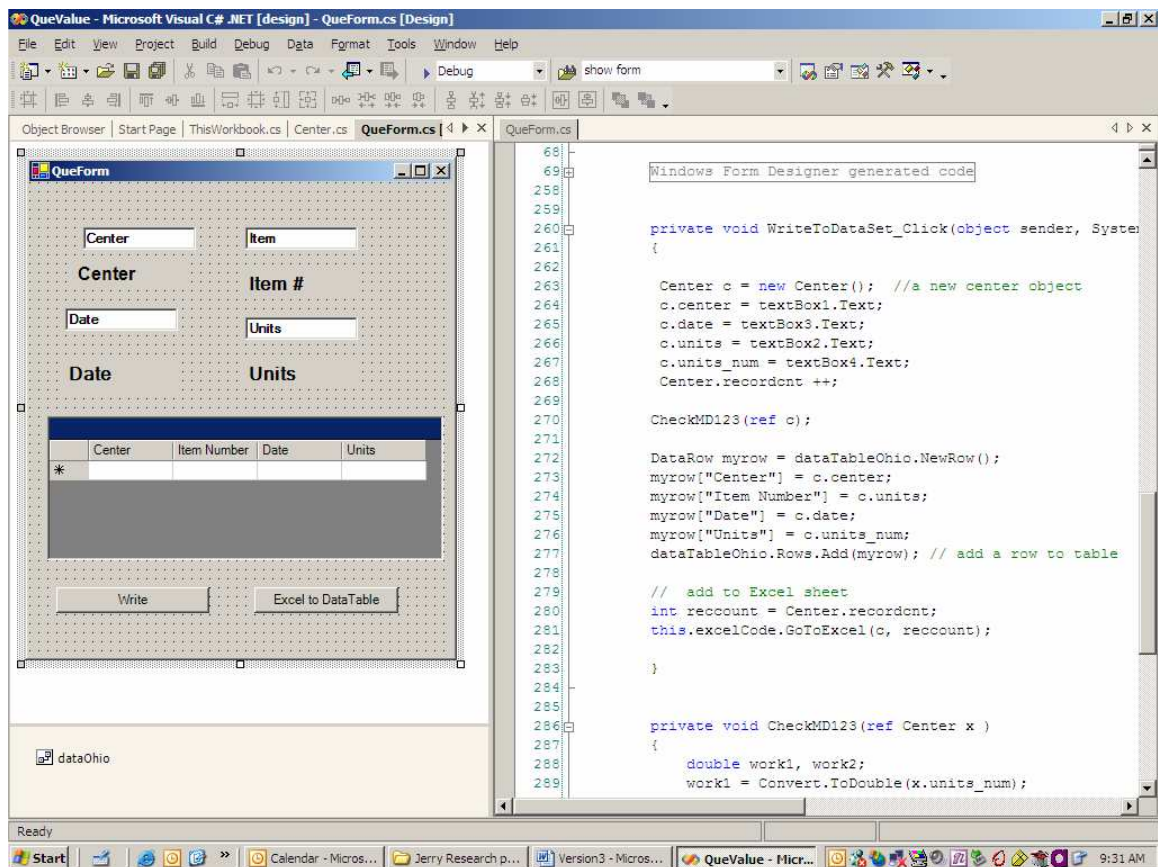 QueValue - Microsoft Visual C# .NET [design] - QueForm.cs [Design]
File Edit View Project Build Debug Data Format Tools Window Help
Debug show form
Object Browser | Start Page | ThisWorkbook.cs | Center.cs QueForm.cs [
QueForm.cs
QueForm
Center Item
Center Item #
Date Units
Date Units
Center Item Number Date Units
*
Write Excel to DataTable
dataOhio
68
69 Windows Form Designer generated code
258
259
260 private void WriteToDataSet_Click(object sender, System
261 {
262
263 Center c = new Center(); //a new center object
264 c.center = textBox1.Text;
265 c.date = textBox3.Text;
266 c.units = textBox2.Text;
267 c.units_num = textBox4.Text;
268 Center.recordcnt ++;
269
270 CheckMD123(ref c);
271
272 DataRow myrow = dataTableOhio.NewRow();
273 myrow["Center"] = c.center;
274 myrow["Item Number"] = c.units;
275 myrow["Date"] = c.date;
276 myrow["Units"] = c.units_num;
277 dataTableOhio.Rows.Add(myrow); // add a row to table
278
279 // add to Excel sheet
280 int reccount = Center.recordcnt;
281 this.excelCode.GoToExcel(c, reccount);
282
283 }
284
285
286 private void CheckMD123(ref Center x )
287 {
288 double work1, work2;
289 work1 = Convert.ToDouble(x.units_num);
Ready
Start » Calendar - Micros... Jerry Research p... Version3 - Micros... QueValue - Micr... 9:31 AM